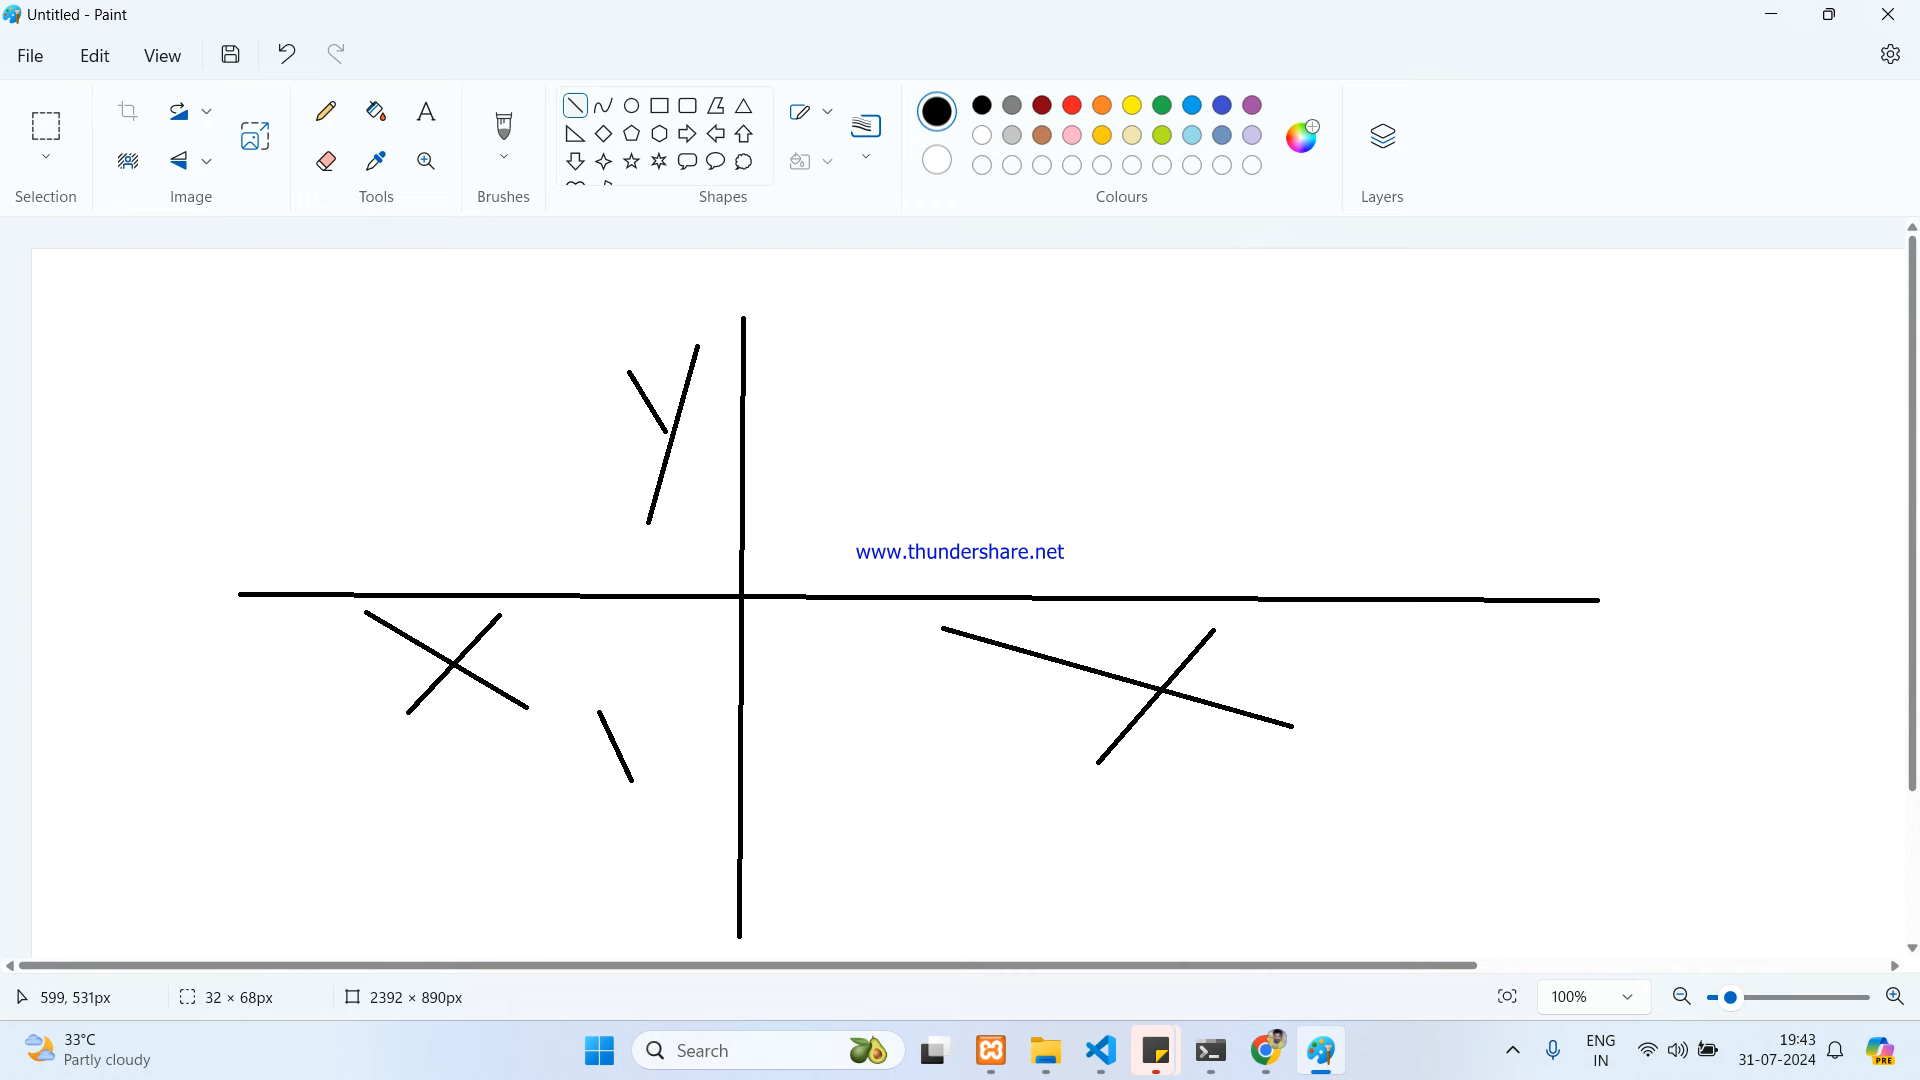 Untitled - Paint
File Edit View
Selection Image Tools Brushes Shapes Colours Layers
y
www.thundershare.net
x x
599, 531px 32 × 68px 2392 × 890px 100%
33°C
Partly cloudy
Search
ENG
IN
19:43
31-07-2024
PRE